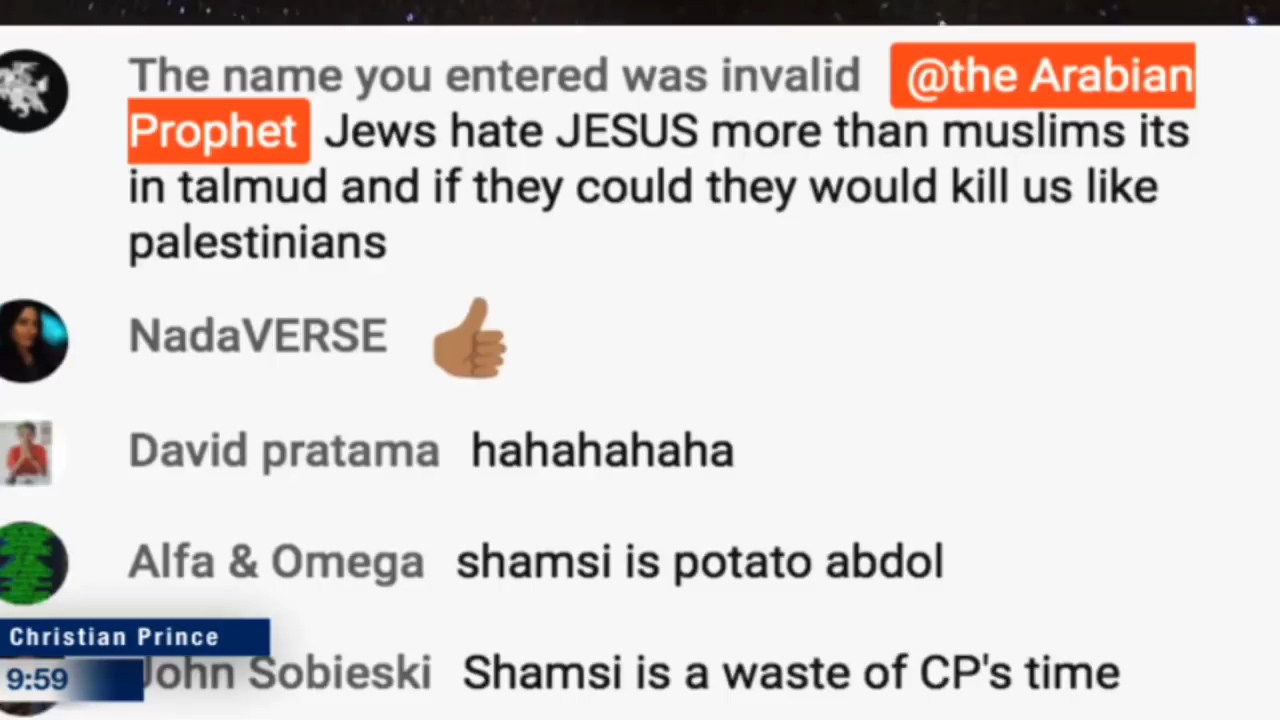 The name you entered was invalid @the Arabian
Prophet Jews hate JESUS more than muslims its
in talmud and if they could they would kill us like
palestinians
NadaVERSE
David pratama hahahahaha
Alfa & Omega shamsi is potato abdol
Christian Prince
9:59
John Sobieski Shamsi is a waste of CP's time